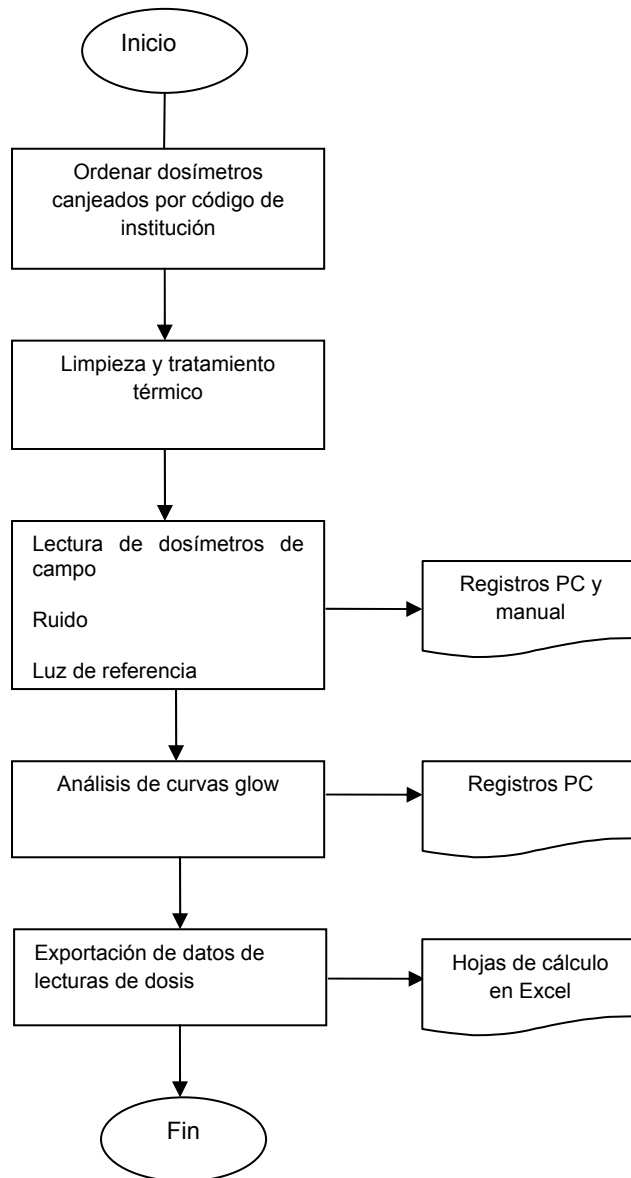 Inicio
Ordenar dosímetros
canjeados por código de
institución
Limpieza y tratamiento
térmico
Lectura de dosímetros de
campo
Ruido
Luz de referencia
Registros PC y
manual
Análisis de curvas glow
Registros PC
Exportación de datos de
lecturas de dosis
Hojas de cálculo
en Excel
Fin